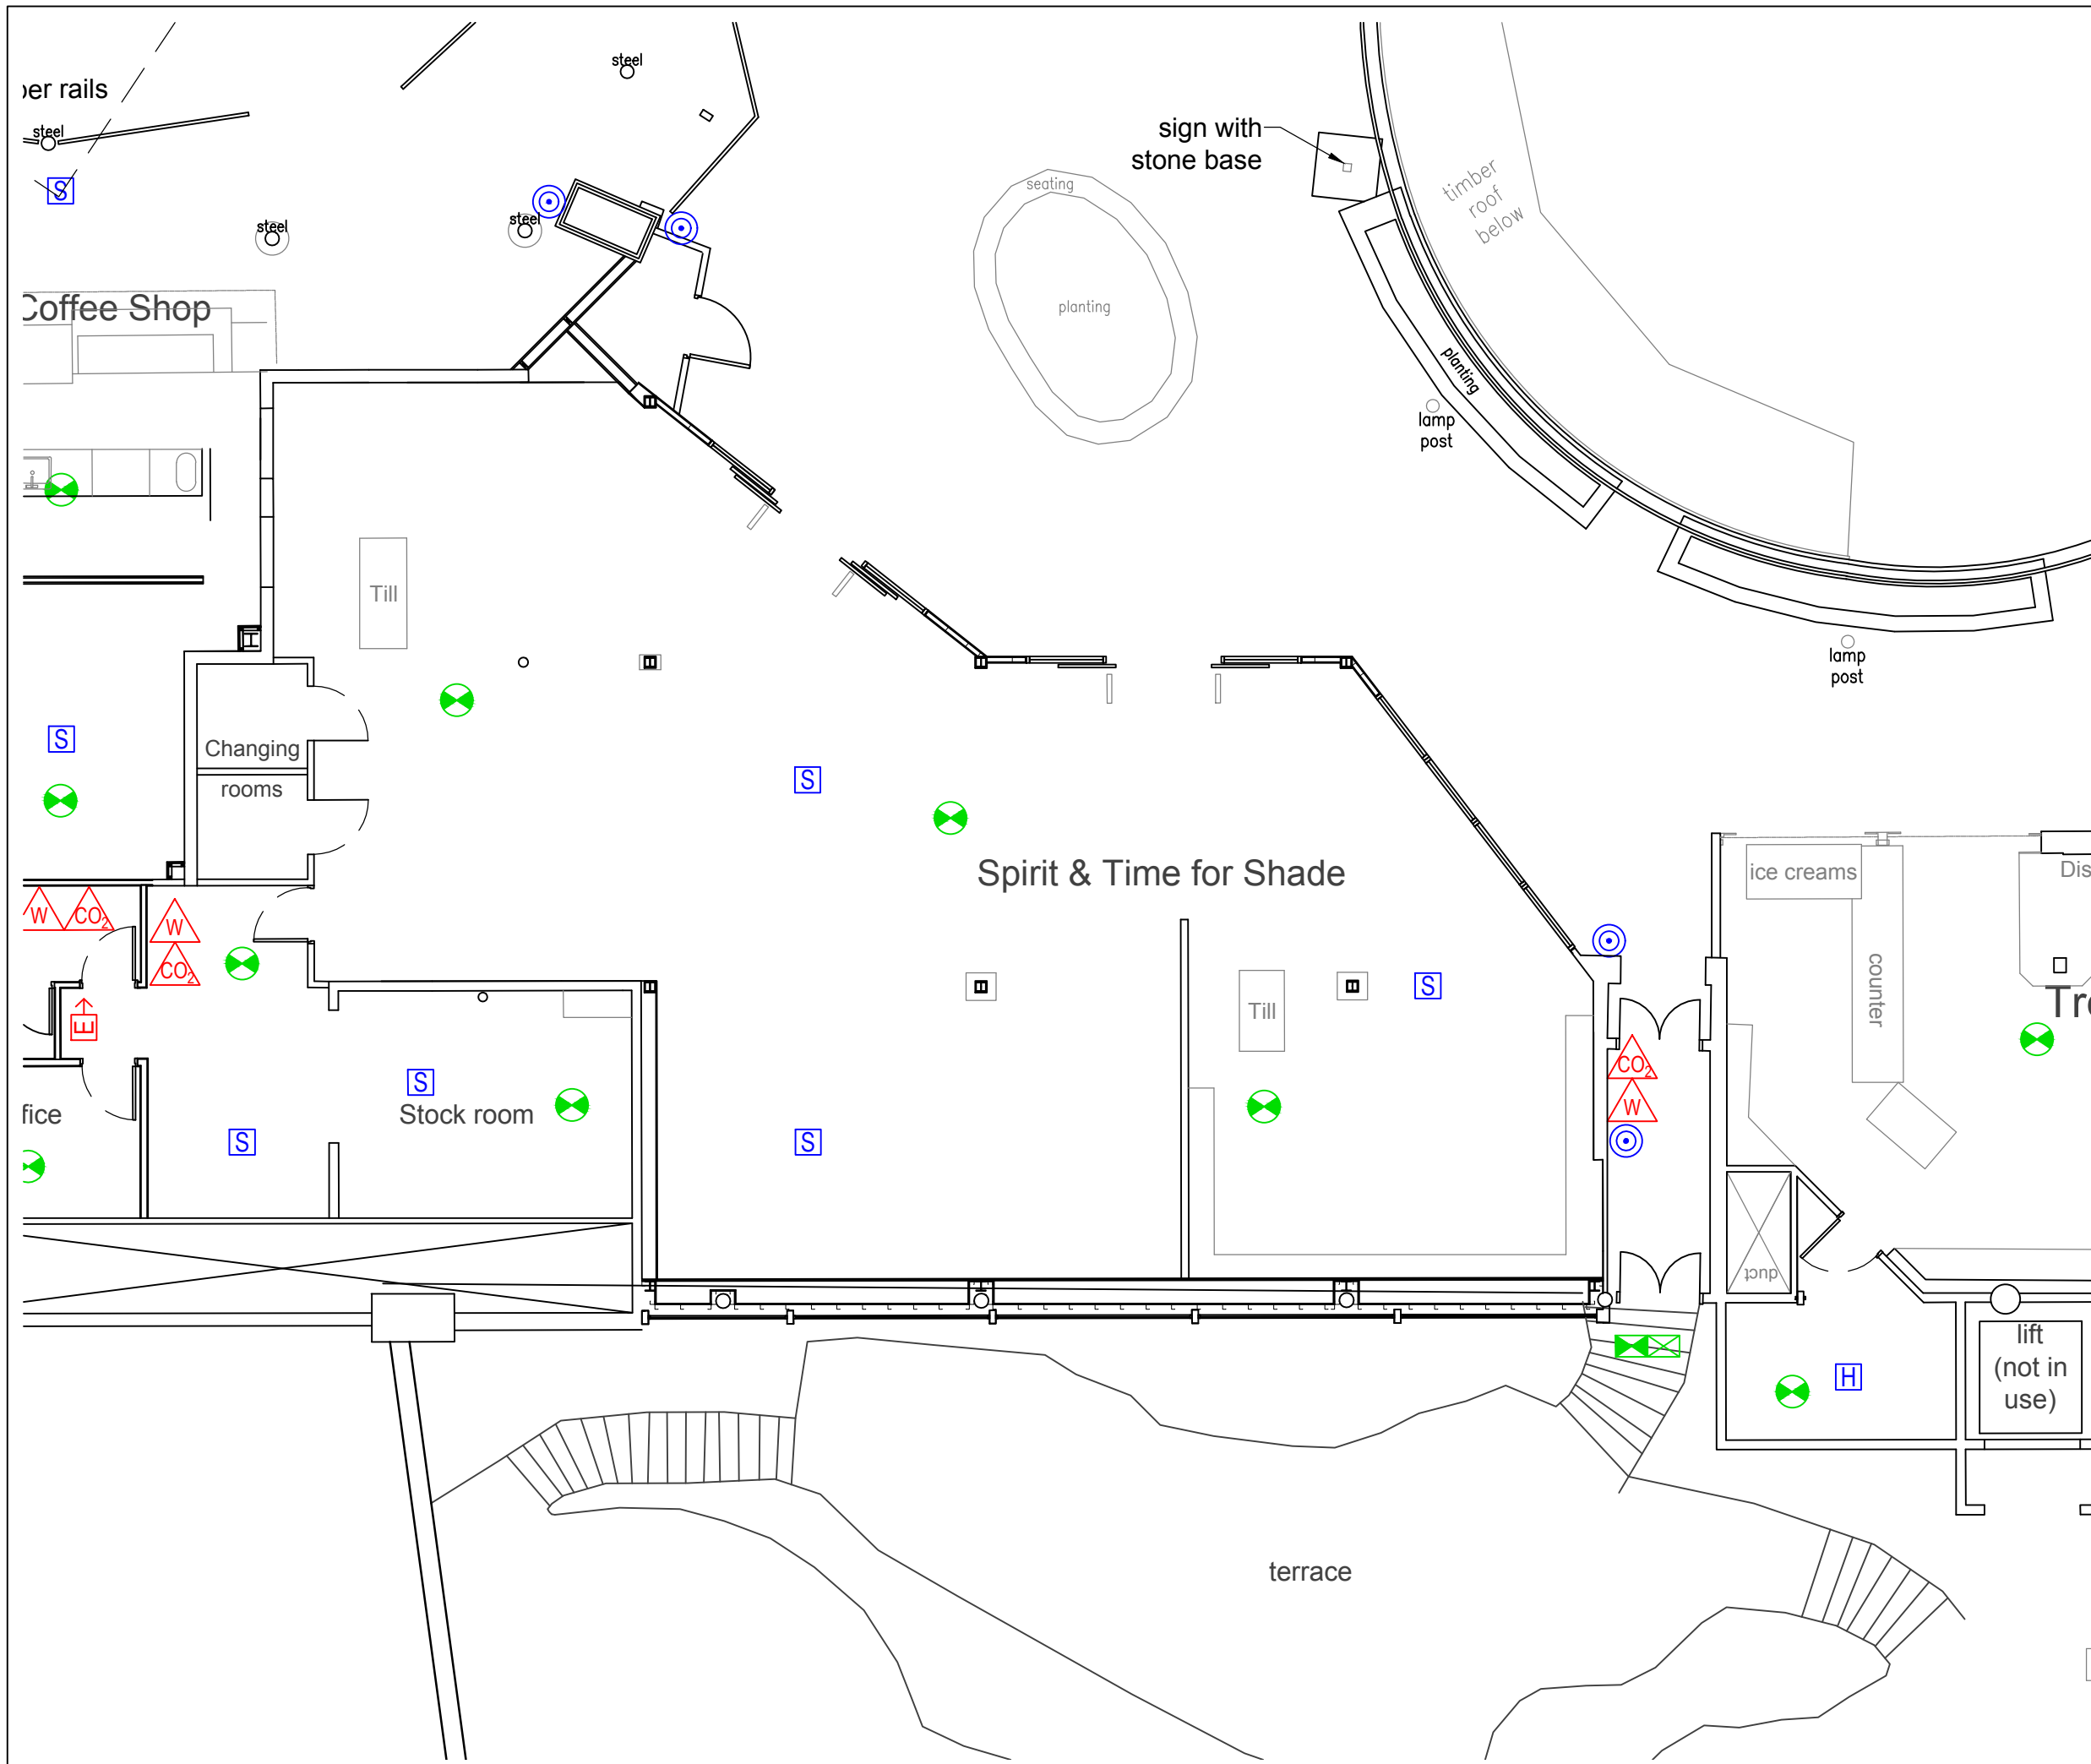 steel
per rails
sign with
stone base
steel
S
seating
timber
roof
below
steel
steel
Coffee Shop
planting
planting
lamp
post
Till
lamp
post
S
Changing
rooms
S
Spirit & Time for Shade
ice creams
Dis
W
CO2
W
CO2
counter
S
Till
Tr
E
CO2
W
S
Stock room
fice
S
S
duct
lift
(not in
use)
H
terrace